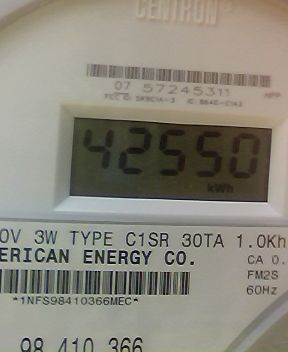 CENTRON®
07 57245311
42550
kWh
0V 3W TYPE C1SR 30TA 1.0Kh
ERICAN ENERGY CO.
CA 0.
FM2S
*1NFS98410366MEC*
60Hz
98 410 366